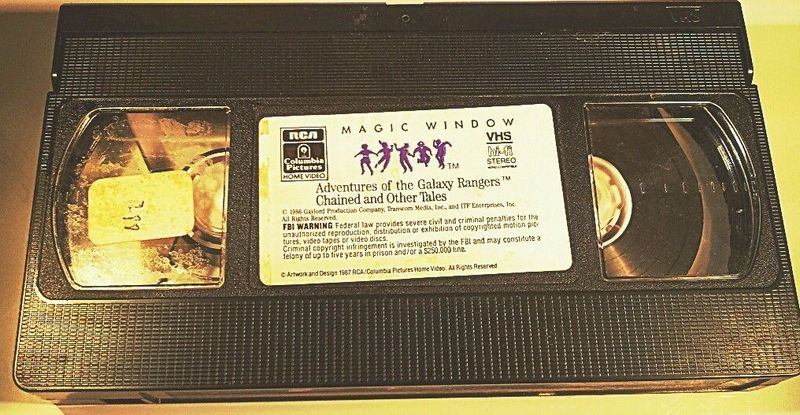 VHS
RCA
Columbia
Pictures
HOME VIDEO
MAGIC WINDOW
TM
VHS
hi-fi
STEREO
Adventures of the Galaxy Rangers™
Chained and Other Tales
© 1986 Gaylord Production Company, Transcom Media, Inc., and ITF Enterprises, Inc.
All Rights Reserved.
FBI WARNING Federal law provides severe civil and criminal penalties for the
unauthorized reproduction, distribution or exhibition of copyrighted motion pic-
tures, video tapes or video discs.
Criminal copyright infringement is investigated by the FBI and may constitute a
felony of up to five years in prison and/or a $250,000 fine.
© Artwork and Design 1987 RCA/Columbia Pictures Home Video. All Rights Reserved